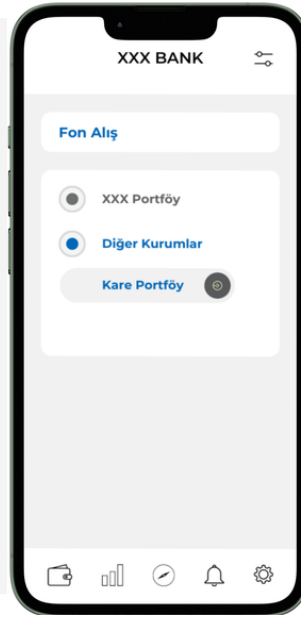 XXX BANK
Fon Alış
XXX Portföy
Diğer Kurumlar
Kare Portföy